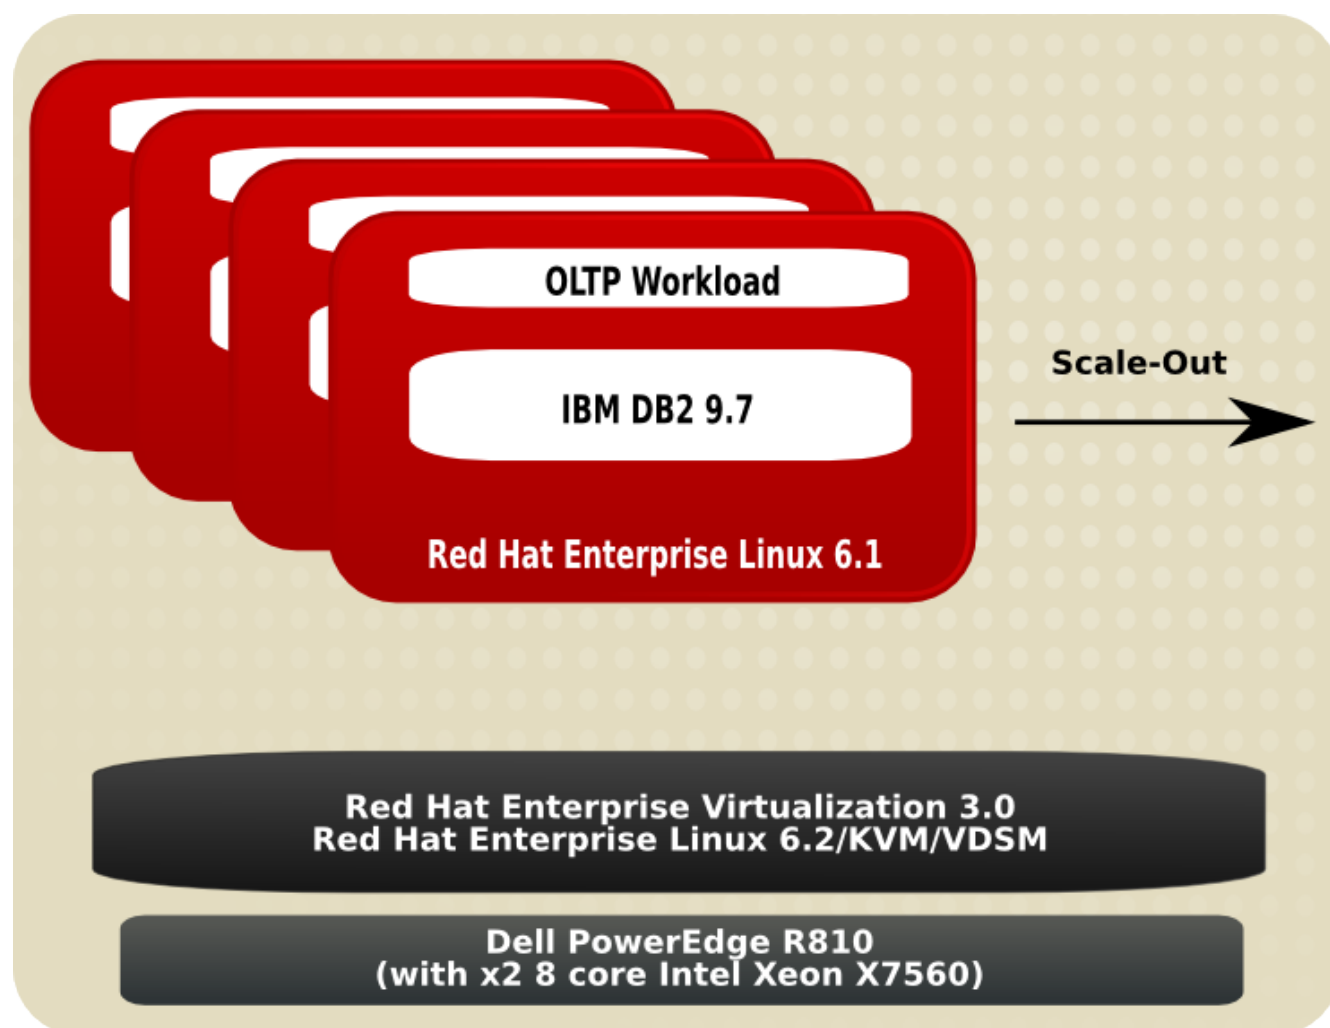 OLTP Workload
IBM DB2 9.7
Red Hat Enterprise Linux 6.1
Scale-Out
Red Hat Enterprise Virtualization 3.0
Red Hat Enterprise Linux 6.2/KVM/VDSM
Dell PowerEdge R810
(with x2 8 core Intel Xeon X7560)